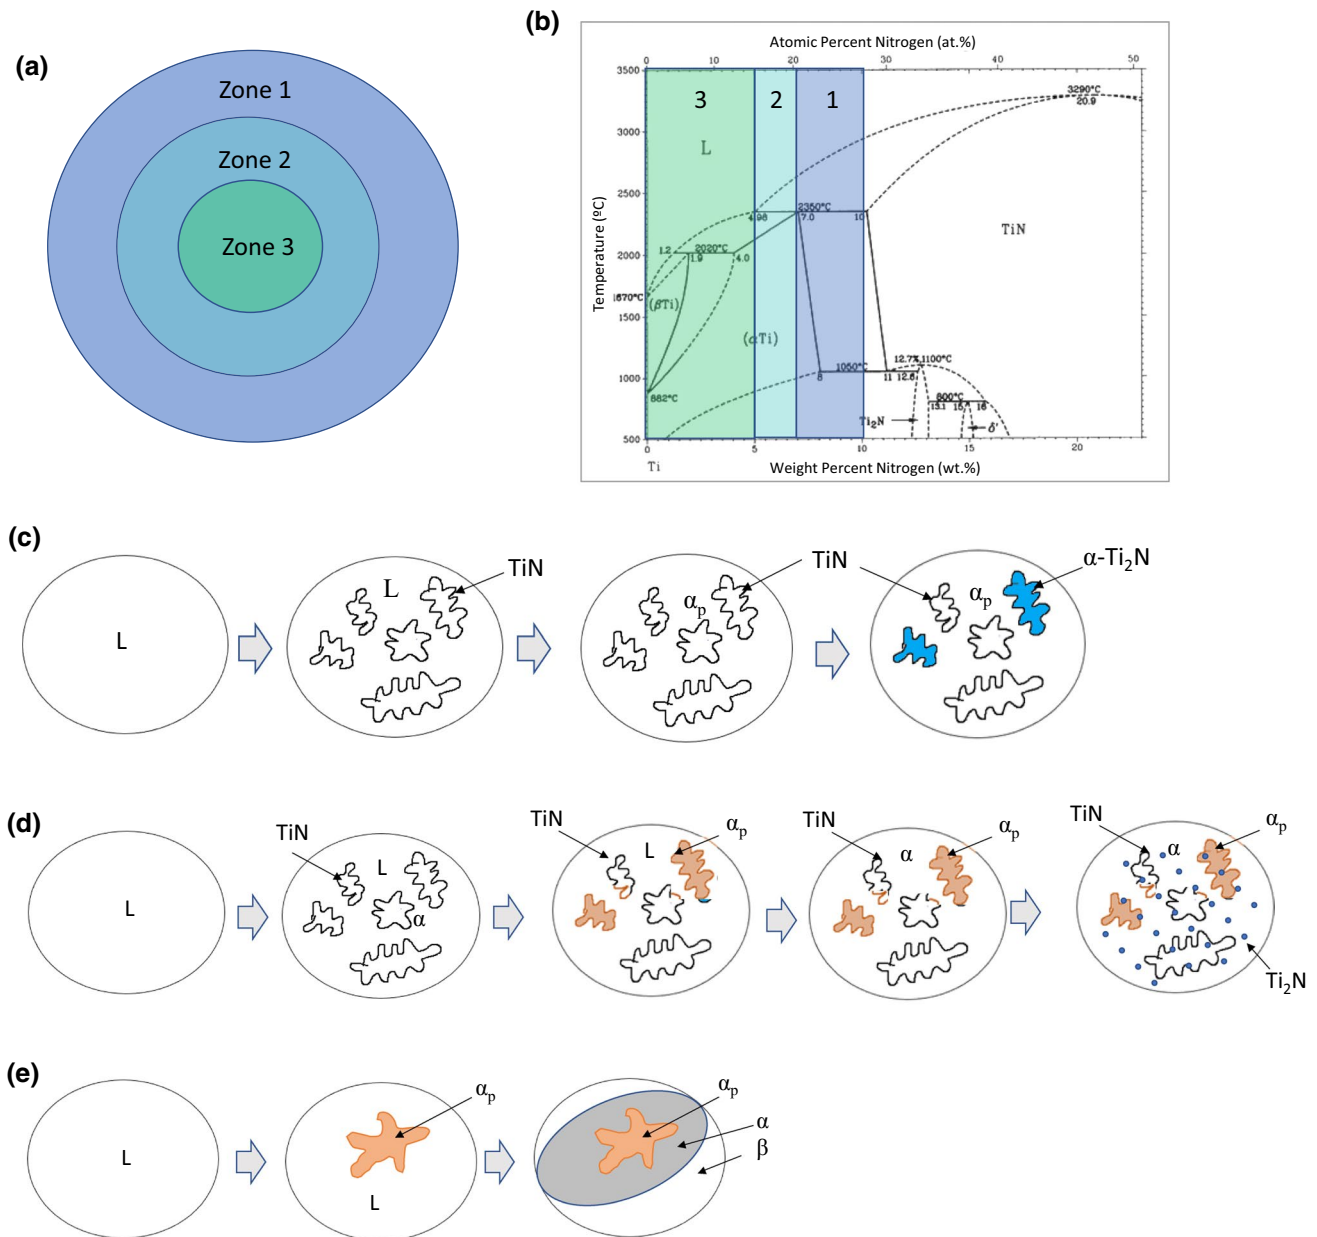 (a)
Zone 1
Zone 2
Zone 3
(b)
Atomic Percent Nitrogen (at.%)
0 10 20 30 40 50
3500
3000
2500
2000
1500
1000
500
Temperature (ºC)
3 2 1
L
3290°C
20.9
2350°C
4.98 7.0 10
TiN
1.2 2020°C
1.9 4.0
1670°C
(βTi)
(αTi)
882°C
1050°C
8 11 12.6
12.7% 1100°C
800°C
13.1 15 16
Ti₂N
δ'
0 5 10 20
Ti
Weight Percent Nitrogen (wt.%)
(c)
L
L
TiN
αp
TiN
αp
α-Ti₂N
(d)
L
TiN
L
α
TiN
L
αp
TiN
α
αp
TiN
α
αp
Ti₂N
(e)
L
αp
L
αp
α
β